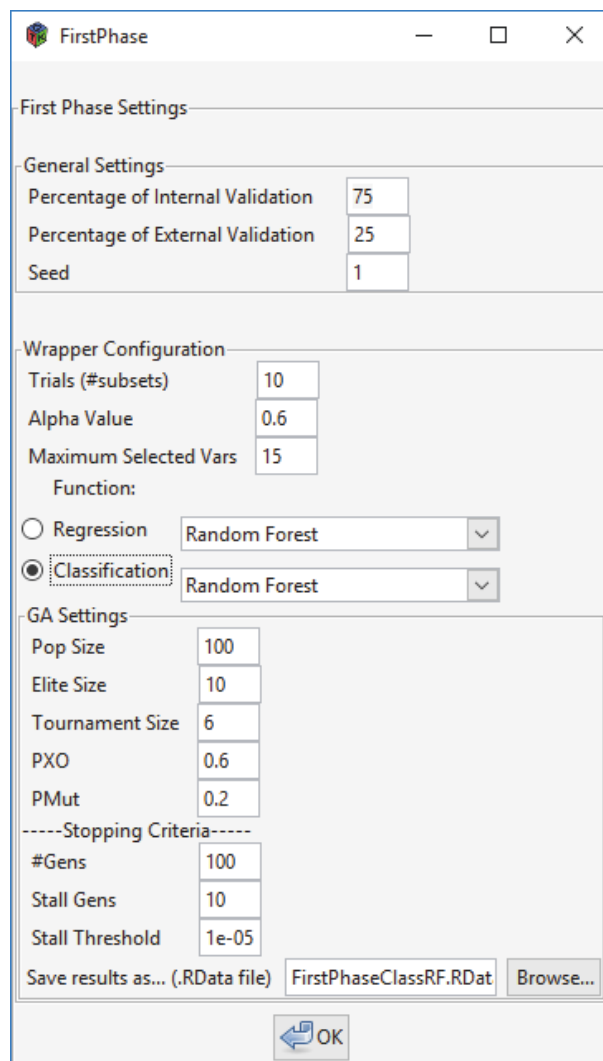 FirstPhase
First Phase Settings
General Settings
Percentage of Internal Validation 75
Percentage of External Validation 25
Seed 1
Wrapper Configuration
Trials (#subsets) 10
Alpha Value 0.6
Maximum Selected Vars 15
Function:
Regression Random Forest
Classification Random Forest
GA Settings
Pop Size 100
Elite Size 10
Tournament Size 6
PXO 0.6
PMut 0.2
-----Stopping Criteria-----
#Gens 100
Stall Gens 10
Stall Threshold 1e-05
Save results as... (.RData file) FirstPhaseClassRF.RDat Browse...
OK